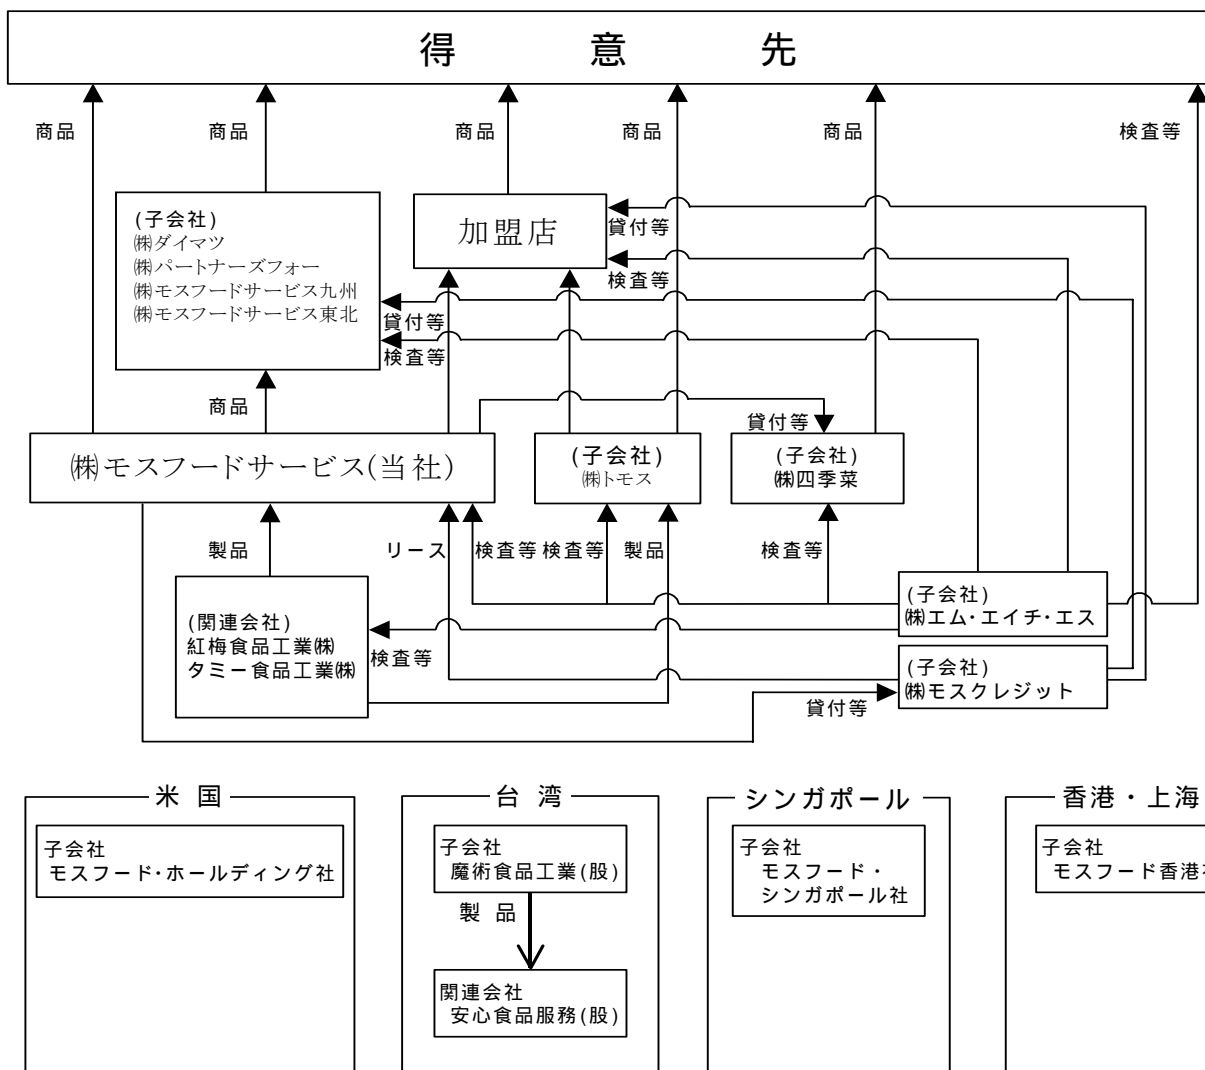 得意先
商品 商品 商品 商品 商品 検査等
(子会社)
㈱ダイマツ
㈱パートナーズフォー
㈱モスフードサービス九州
㈱モスフードサービス東北
加盟店
貸付等
検査等
貸付等
検査等
商品
貸付等
㈱モスフードサービス(当社)
(子会社)
㈱トモス
(子会社)
㈱四季菜
製品 リース 検査等 検査等 製品 検査等
(関連会社)
紅梅食品工業㈱
タミー食品工業㈱
検査等
(子会社)
㈱エム・エイチ・エス
(子会社)
㈱モスクレジット
貸付等
米国
子会社
モスフード・ホールディング社
台湾
子会社
魔術食品工業(股)
製品
関連会社
安心食品服務(股)
シンガポール
子会社
モスフード・
シンガポール社
香港・上海
子会社
モスフード香港